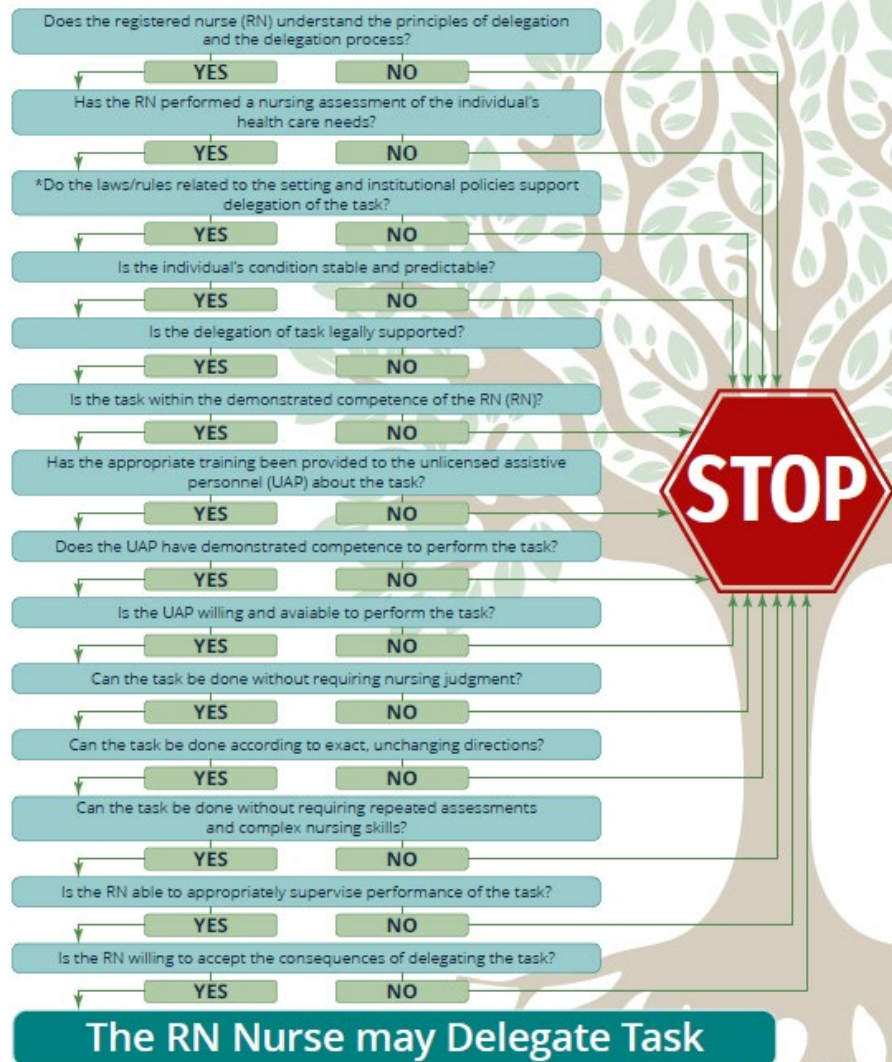 Does the registered nurse (RN) understand the principles of delegation
and the delegation process?
YES NO
Has the RN performed a nursing assessment of the individual's
health care needs?
YES NO
*Do the laws/rules related to the setting and institutional policies support
delegation of the task?
YES NO
Is the individual's condition stable and predictable?
YES NO
Is the delegation of task legally supported?
YES NO
Is the task within the demonstrated competence of the RN (RN)?
YES NO
Has the appropriate training been provided to the unlicensed assistive
personnel (UAP) about the task?
YES NO
Does the UAP have demonstrated competence to perform the task?
YES NO
Is the UAP willing and avaiable to perform the task?
YES NO
Can the task be done without requiring nursing judgment?
YES NO
Can the task be done according to exact, unchanging directions?
YES NO
Can the task be done without requiring repeated assessments
and complex nursing skills?
YES NO
Is the RN able to appropriately supervise performance of the task?
YES NO
Is the RN willing to accept the consequences of delegating the task?
YES NO
The RN Nurse may Delegate Task
STOP